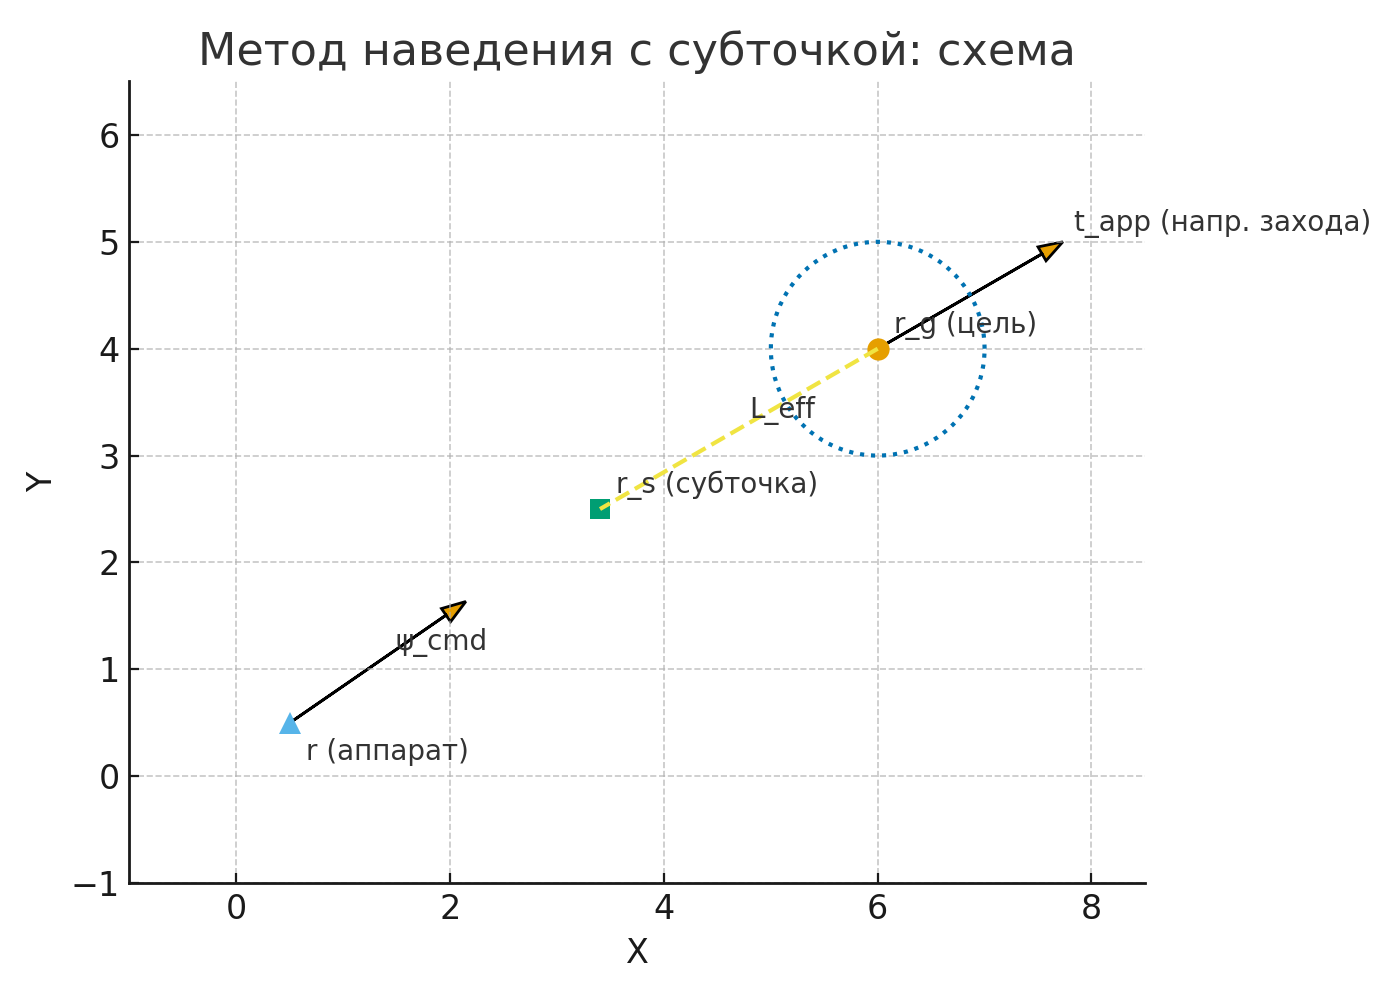 Метод наведения с субточкой: схема
6
5
4
3
2
1
0
−1
t_app (напр. захода)
r_g (цель)
L_eff
r_s (субточка)
ψ_cmd
r (аппарат)
0 2 4 6 8
X
Y